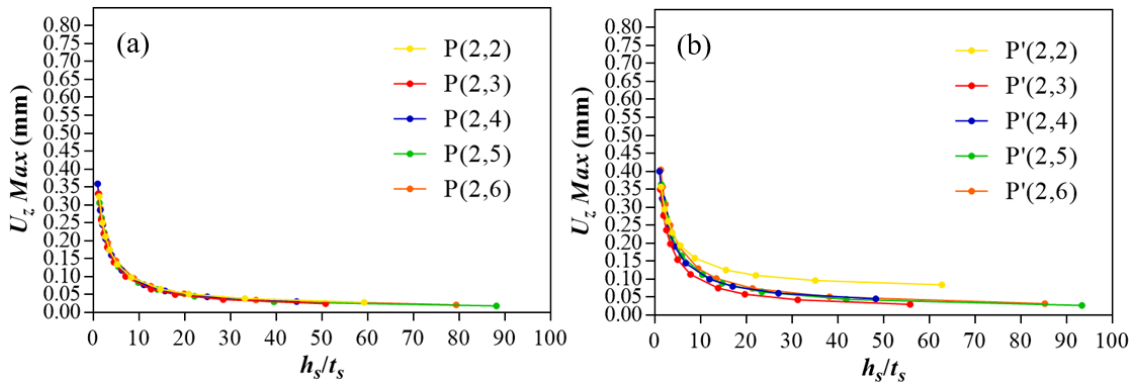 (a)
U_z Max (mm)
0.80
0.75
0.70
0.65
0.60
0.55
0.50
0.45
0.40
0.35
0.30
0.25
0.20
0.15
0.10
0.05
0.00
P(2,2)
P(2,3)
P(2,4)
P(2,5)
P(2,6)
0 10 20 30 40 50 60 70 80 90 100
h_s/t_s
(b)
U_z Max (mm)
0.80
0.75
0.70
0.65
0.60
0.55
0.50
0.45
0.40
0.35
0.30
0.25
0.20
0.15
0.10
0.05
0.00
P'(2,2)
P'(2,3)
P'(2,4)
P'(2,5)
P'(2,6)
0 10 20 30 40 50 60 70 80 90 100
h_s/t_s